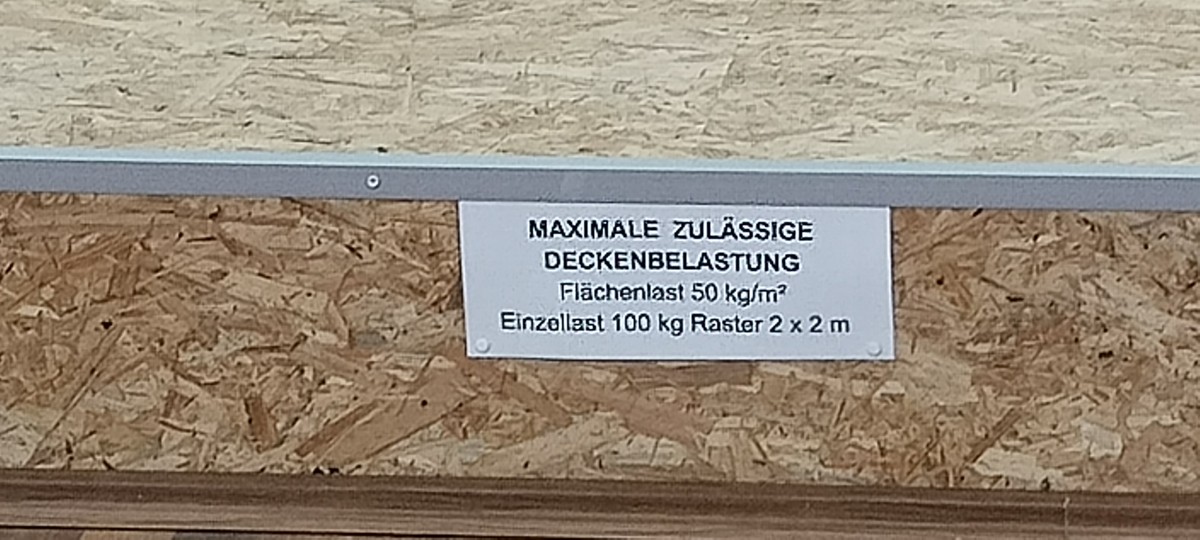 MAXIMALE ZULÄSSIGE
DECKENBELASTUNG
Flächenlast 50 kg/m²
Einzellast 100 kg Raster 2 x 2 m